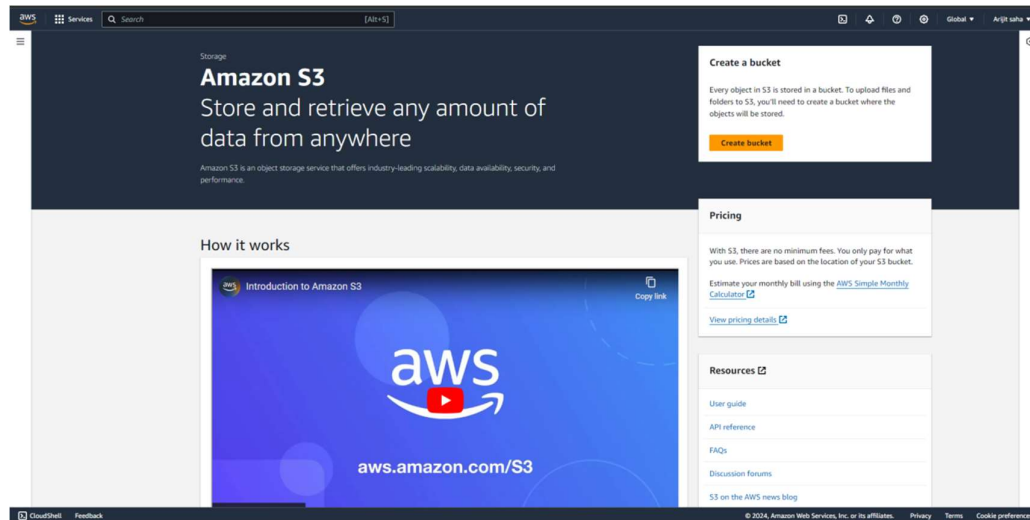 aws
Services
Search
[Alt+S]
Global
Arijit saha
Storage
Amazon S3
Store and retrieve any amount of
data from anywhere
Amazon S3 is an object storage service that offers industry-leading scalability, data availability, security, and
performance.
Create a bucket
Every object in S3 is stored in a bucket. To upload files and
folders to S3, you'll need to create a bucket where the
objects will be stored.
Create bucket
Pricing
With S3, there are no minimum fees. You only pay for what
you use. Prices are based on the location of your S3 bucket.
Estimate your monthly bill using the AWS Simple Monthly
Calculator
View pricing details
How it works
aws
Introduction to Amazon S3
Copy link
aws
aws.amazon.com/S3
Resources
User guide
API reference
FAQs
Discussion forums
S3 on the AWS news blog
CloudShell
Feedback
© 2024, Amazon Web Services, Inc. or its affiliates.
Privacy
Terms
Cookie preference